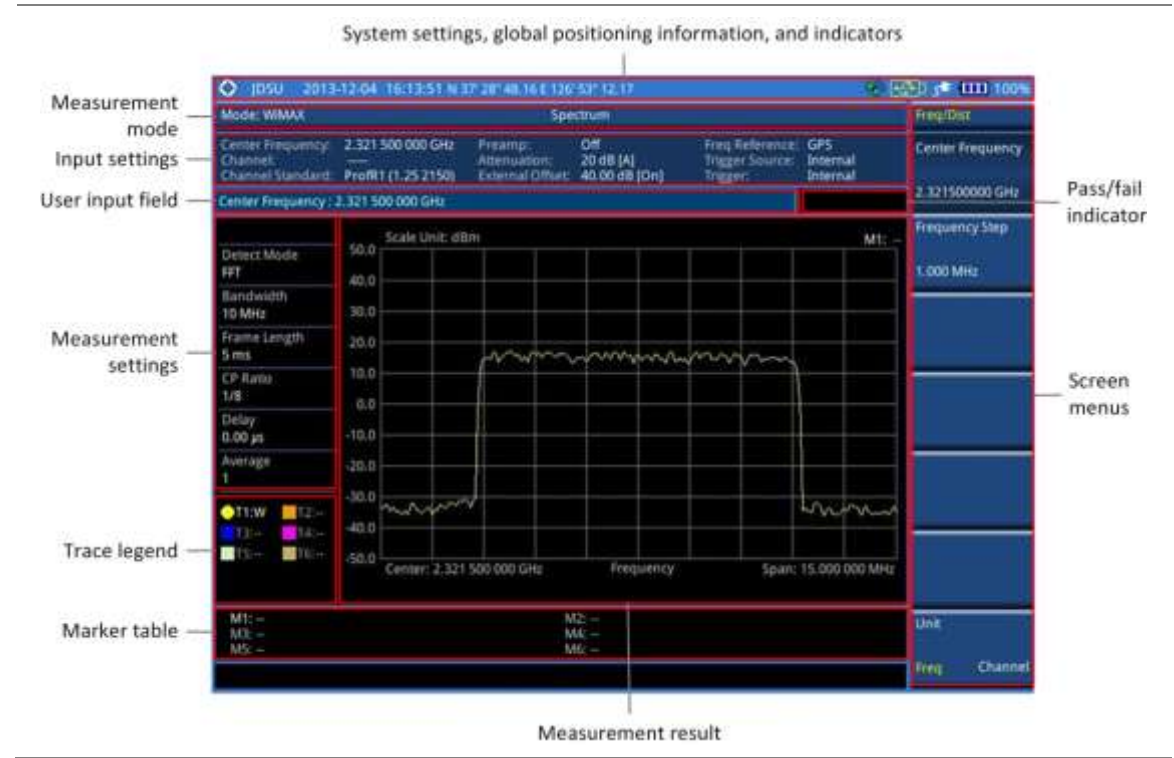 System settings, global positioning information, and indicators
JDSU 2013-12-04 16:13:51 N 37° 28" 48.16 E 126° 53" 12.17 100%
Measurement mode
Mode: WiMAX Spectrum
Freq/Dist
Input settings
Center Frequency: 2.321 500 000 GHz Preamp: Off Freq Reference: GPS
Channel: ---- Attenuation: 20 dB [A] Trigger Source: Internal
Channel Standard: ProfR1 (1.25 2150) External Offset: 40.00 dB [On] Trigger: Internal
Center Frequency
2.321500000 GHz
User input field
Center Frequency : 2.321 500 000 GHz
Pass/fail indicator
Frequency Step
1.000 MHz
Measurement settings
Detect Mode
FFT
Bandwidth
10 MHz
Frame Length
5 ms
CP Ratio
1/8
Delay
0.00 µs
Average
1
Scale Unit: dBm M1: --
50.0
40.0
30.0
20.0
10.0
0.0
-10.0
-20.0
-30.0
-40.0
-50.0
Center: 2.321 500 000 GHz Frequency Span: 15.000 000 MHz
Screen menus
Trace legend
T1:W T2:--
T3:-- T4:--
T5:-- T6:--
Marker table
M1: -- M2: --
M3: -- M4: --
M5: -- M6: --
Unit
Freq Channel
Measurement result